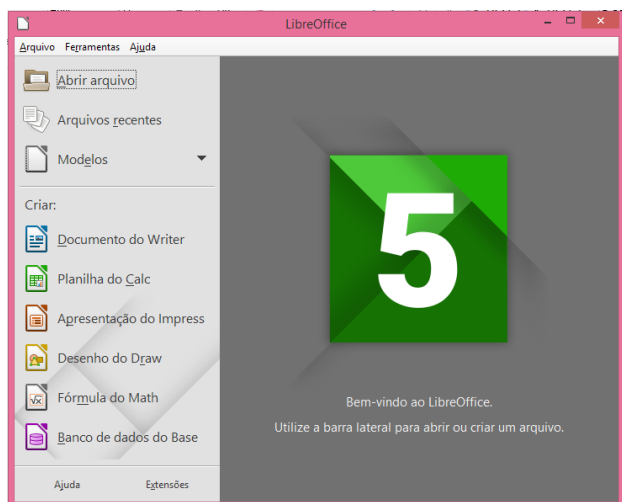 LibreOffice
Arquivo Ferramentas Ajuda
Abrir arquivo
Arquivos recentes
Modelos
Criar:
Documento do Writer
Planilha do Calc
Apresentação do Impress
Desenho do Draw
Fórmula do Math
Banco de dados do Base
Ajuda Extensões
5
Bem-vindo ao LibreOffice.
Utilize a barra lateral para abrir ou criar um arquivo.